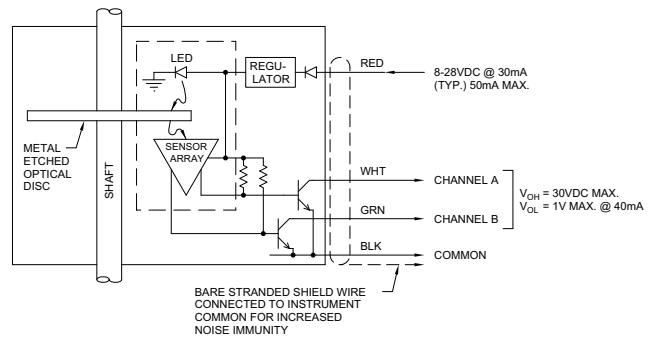 LED
REGU-
LATOR
RED
8-28VDC @ 30mA
(TYP.) 50mA MAX.
METAL
ETCHED
OPTICAL
DISC
SHAFT
SENSOR
ARRAY
WHT
CHANNEL A
VOH = 30VDC MAX.
VOL = 1V MAX. @ 40mA
GRN
CHANNEL B
BLK
COMMON
BARE STRANDED SHIELD WIRE
CONNECTED TO INSTRUMENT
COMMON FOR INCREASED
NOISE IMMUNITY